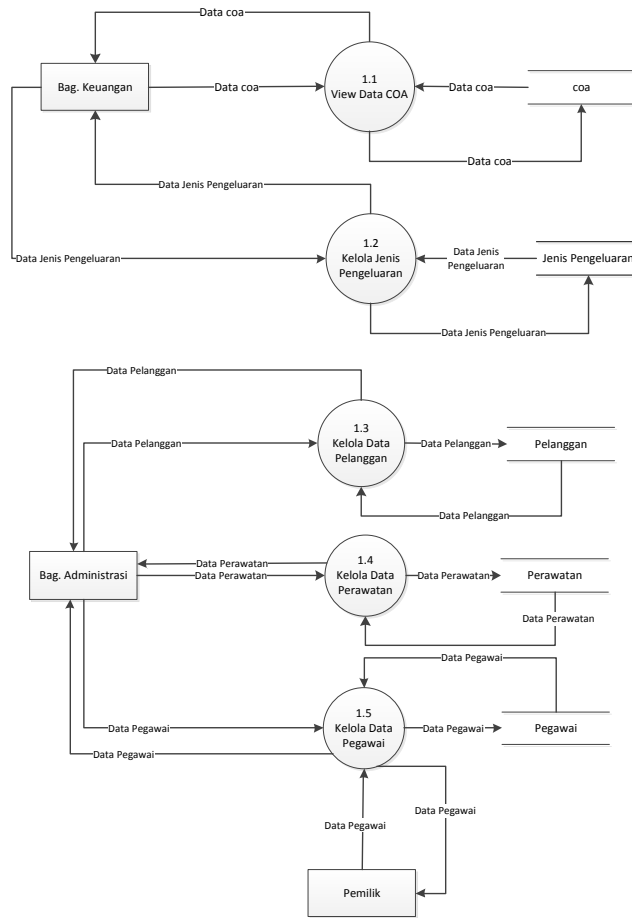 Data coa
Bag. Keuangan
Data coa
1.1
View Data COA
Data coa
coa
Data coa
Data Jenis Pengeluaran
Data Jenis Pengeluaran
1.2
Kelola Jenis
Pengeluaran
Data Jenis
Pengeluaran
Jenis Pengeluaran
Data Jenis Pengeluaran
Data Pelanggan
Data Pelanggan
1.3
Kelola Data
Pelanggan
Data Pelanggan
Pelanggan
Data Pelanggan
Bag. Administrasi
Data Perawatan
Data Perawatan
1.4
Kelola Data
Perawatan
Data Perawatan
Perawatan
Data Perawatan
Data Pegawai
Data Pegawai
Data Pegawai
1.5
Kelola Data
Pegawai
Data Pegawai
Pegawai
Data Pegawai
Data Pegawai
Pemilik